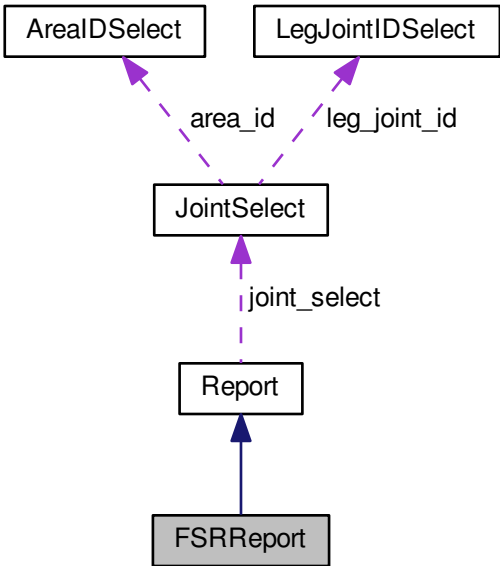 AreaIDSelect
LegJointIDSelect
area_id
leg_joint_id
JointSelect
joint_select
Report
FSRReport